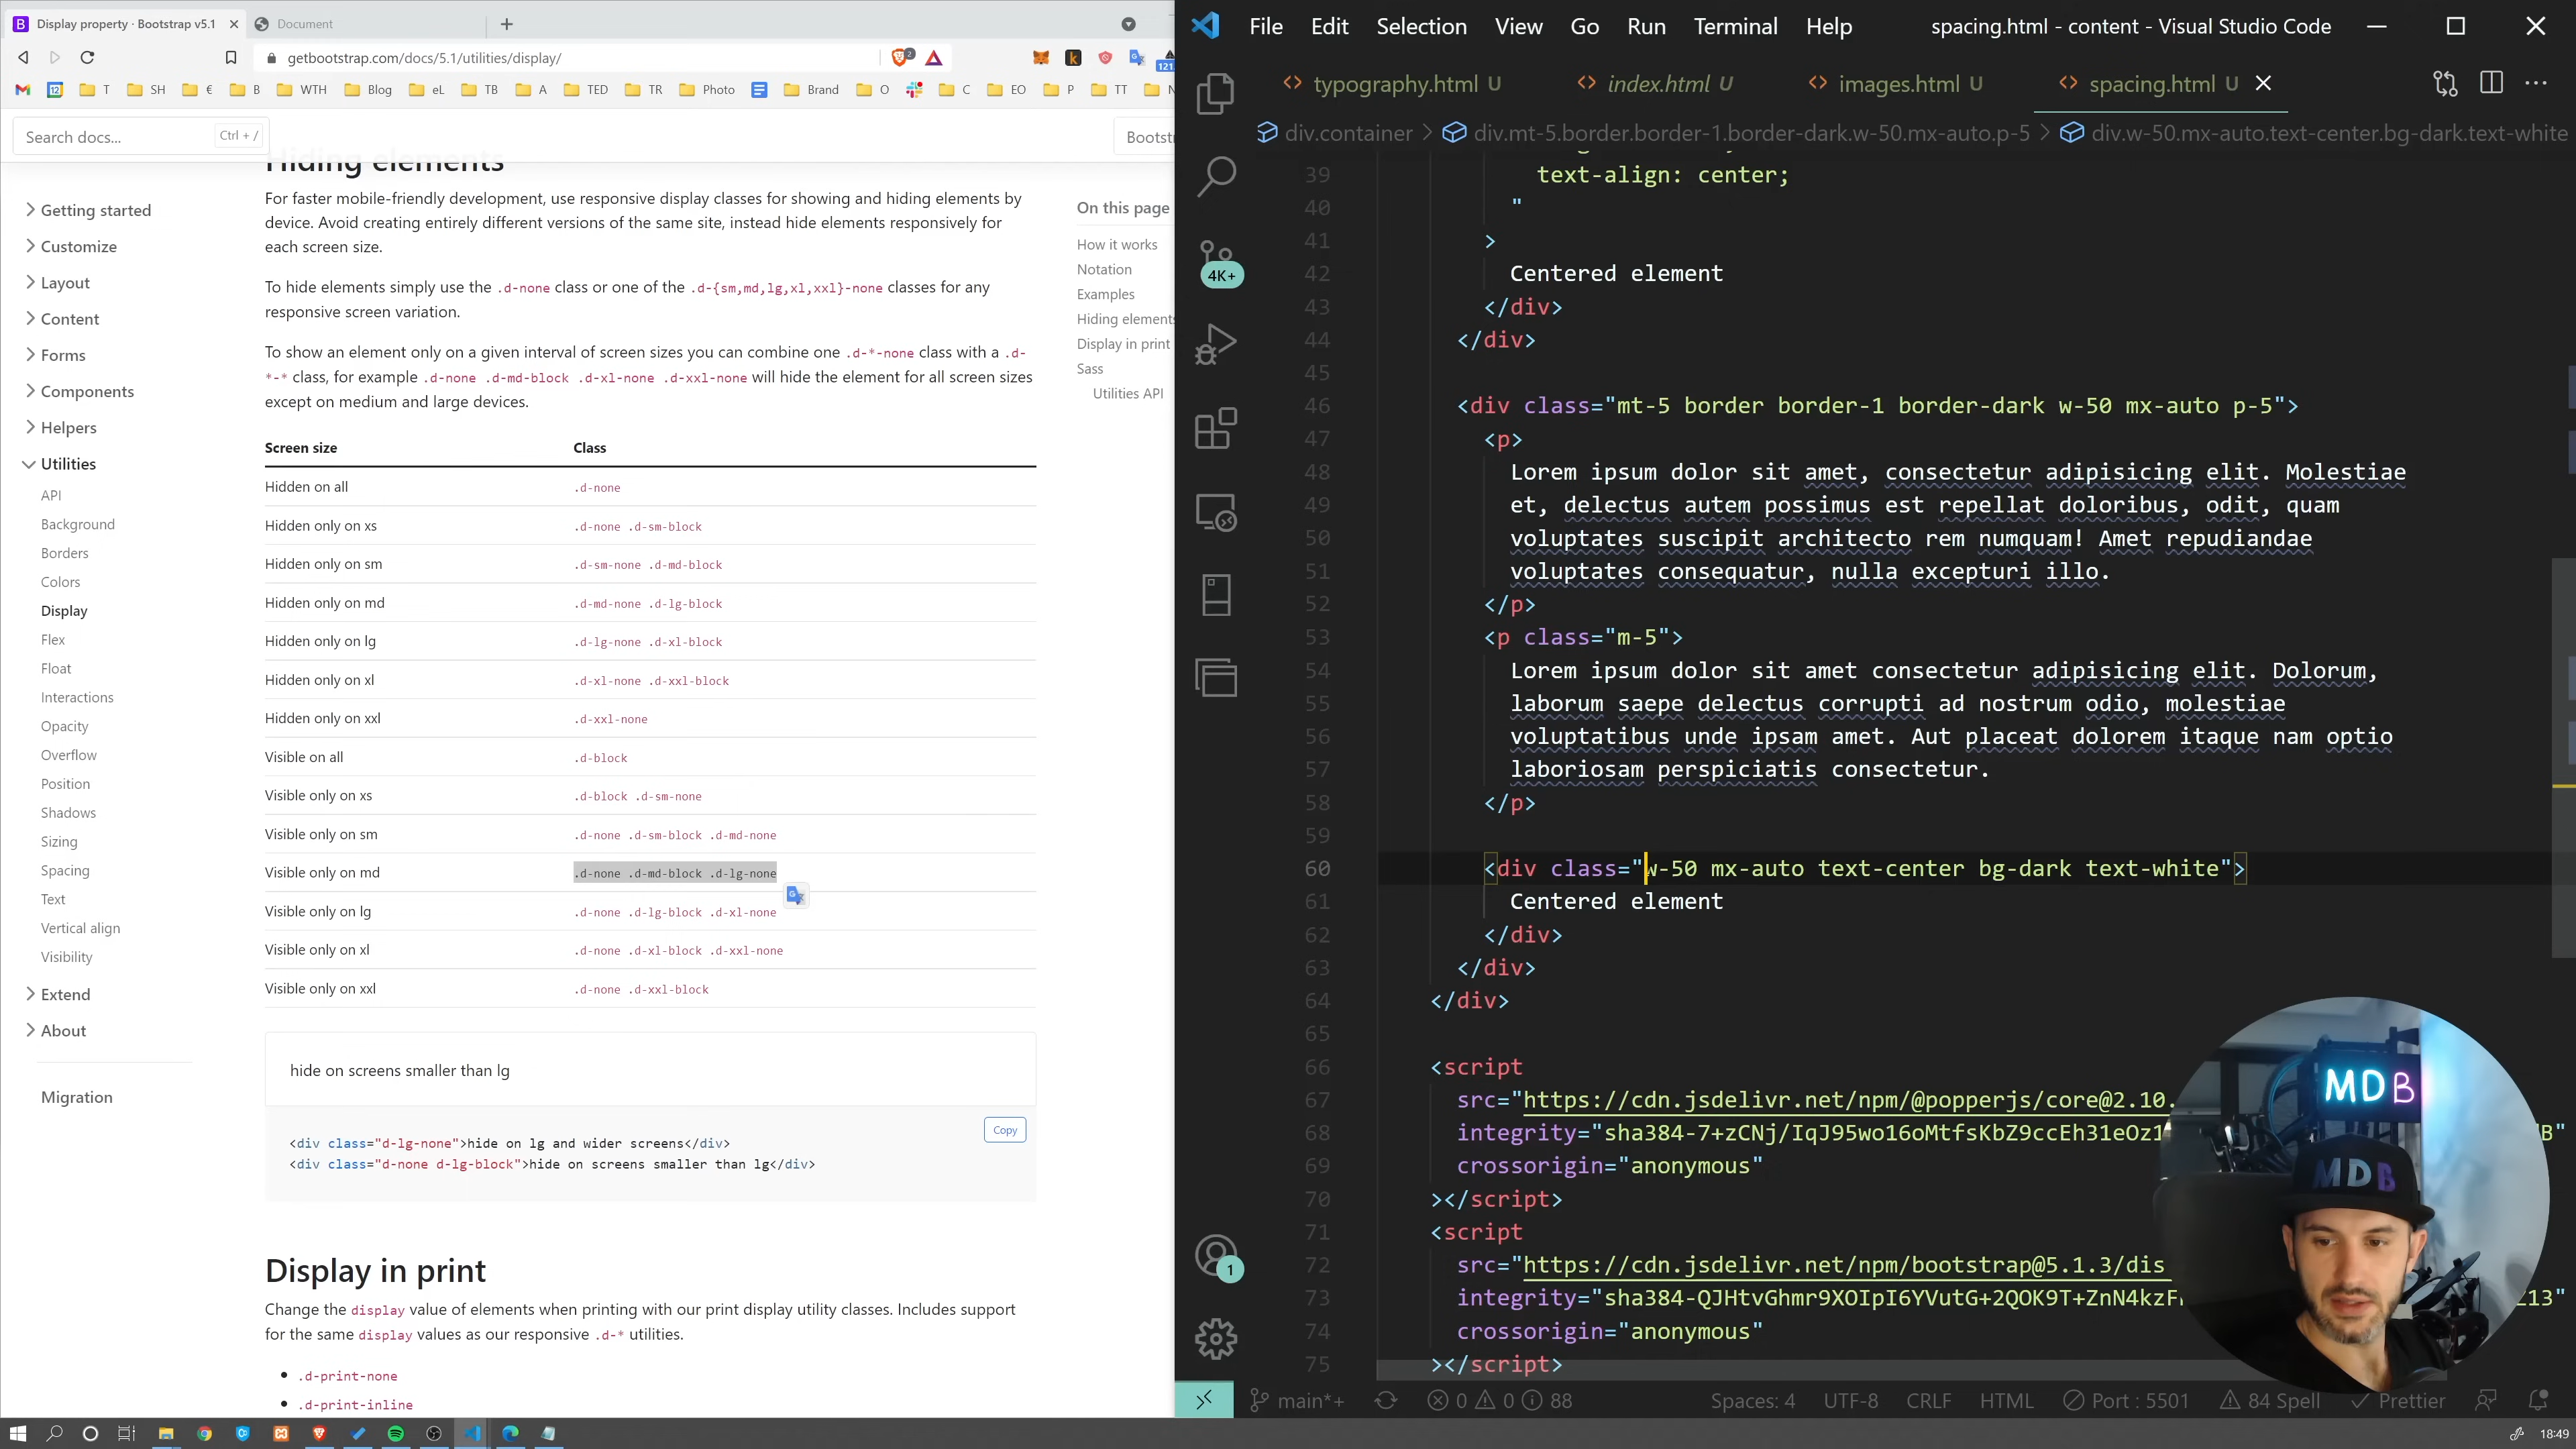 Display property · Bootstrap v5.1
Document
getbootstrap.com/docs/5.1/utilities/display/
2
121
12
T
SH
€
B
WTH
Blog
eL
TB
A
TED
TR
Photo
Brand
O
C
EO
P
TT
N
Search docs...
Ctrl + /
Bootst
Getting started
Customize
Layout
Content
Forms
Components
Helpers
Utilities
API
Background
Borders
Colors
Display
Flex
Float
Interactions
Opacity
Overflow
Position
Shadows
Sizing
Spacing
Text
Vertical align
Visibility
Extend
About
Migration
Hiding elements
For faster mobile-friendly development, use responsive display classes for showing and hiding elements by
device. Avoid creating entirely different versions of the same site, instead hide elements responsively for
each screen size.
To hide elements simply use the .d-none class or one of the .d-{sm,md,lg,xl,xxl}-none classes for any
responsive screen variation.
To show an element only on a given interval of screen sizes you can combine one .d-*-none class with a .d-
*-* class, for example .d-none .d-md-block .d-xl-none .d-xxl-none will hide the element for all screen sizes
except on medium and large devices.
Screen size Class
Hidden on all .d-none
Hidden only on xs .d-none .d-sm-block
Hidden only on sm .d-sm-none .d-md-block
Hidden only on md .d-md-none .d-lg-block
Hidden only on lg .d-lg-none .d-xl-block
Hidden only on xl .d-xl-none .d-xxl-block
Hidden only on xxl .d-xxl-none
Visible on all .d-block
Visible only on xs .d-block .d-sm-none
Visible only on sm .d-none .d-sm-block .d-md-none
Visible only on md .d-none .d-md-block .d-lg-none
Visible only on lg .d-none .d-lg-block .d-xl-none
Visible only on xl .d-none .d-xl-block .d-xxl-none
Visible only on xxl .d-none .d-xxl-block
hide on screens smaller than lg
Copy
<div class="d-lg-none">hide on lg and wider screens</div>
<div class="d-none d-lg-block">hide on screens smaller than lg</div>
Display in print
Change the display value of elements when printing with our print display utility classes. Includes support
for the same display values as our responsive .d-* utilities.
.d-print-none
.d-print-inline
On this page
How it works
Notation
Examples
Hiding elements
Display in print
Sass
Utilities API
File Edit Selection View Go Run Terminal Help
spacing.html - content - Visual Studio Code
typography.html U
index.html U
images.html U
spacing.html U
div.container > div.mt-5.border.border-1.border-dark.w-50.mx-auto.p-5 > div.w-50.mx-auto.text-center.bg-dark.text-white
4K+
1
39 text-align: center;
40 "
41 >
42 Centered element
43 </div>
44 </div>
45
46 <div class="mt-5 border border-1 border-dark w-50 mx-auto p-5">
47 <p>
48 Lorem ipsum dolor sit amet, consectetur adipisicing elit. Molestiae
49 et, delectus autem possimus est repellat doloribus, odit, quam
50 voluptates suscipit architecto rem numquam! Amet repudiandae
51 voluptates consequatur, nulla excepturi illo.
52 </p>
53 <p class="m-5">
54 Lorem ipsum dolor sit amet consectetur adipisicing elit. Dolorum,
55 laborum saepe delectus corrupti ad nostrum odio, molestiae
56 voluptatibus unde ipsam amet. Aut placeat dolorem itaque nam optio
57 laboriosam perspiciatis consectetur.
58 </p>
59
60 <div class="w-50 mx-auto text-center bg-dark text-white">
61 Centered element
62 </div>
63 </div>
64 </div>
65
66 <script
67 src="https://cdn.jsdelivr.net/npm/@popperjs/core@2.10.
68 integrity="sha384-7+zCNj/IqJ95wo16oMtfsKbZ9ccEh31eOz1 B"
69 crossorigin="anonymous"
70 ></script>
71 <script
72 src="https://cdn.jsdelivr.net/npm/bootstrap@5.1.3/dis
73 integrity="sha384-QJHtvGhmr9XOIpI6YVutG+2QOK9T+ZnN4kzF z13"
74 crossorigin="anonymous"
75 ></script>
MDB
MDB
main*+ 0 0 88 Spaces: 4 UTF-8 CRLF HTML Port : 5501 84 Spell Prettier
18:49